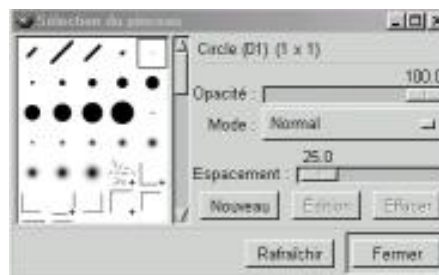 Sélection du pinceau
Circle (01) (1 x 1)
100.0
Opacité :
Mode : Normal
25.0
Espacement :
Nouveau Édition Effacer
Rafraîchir Fermer